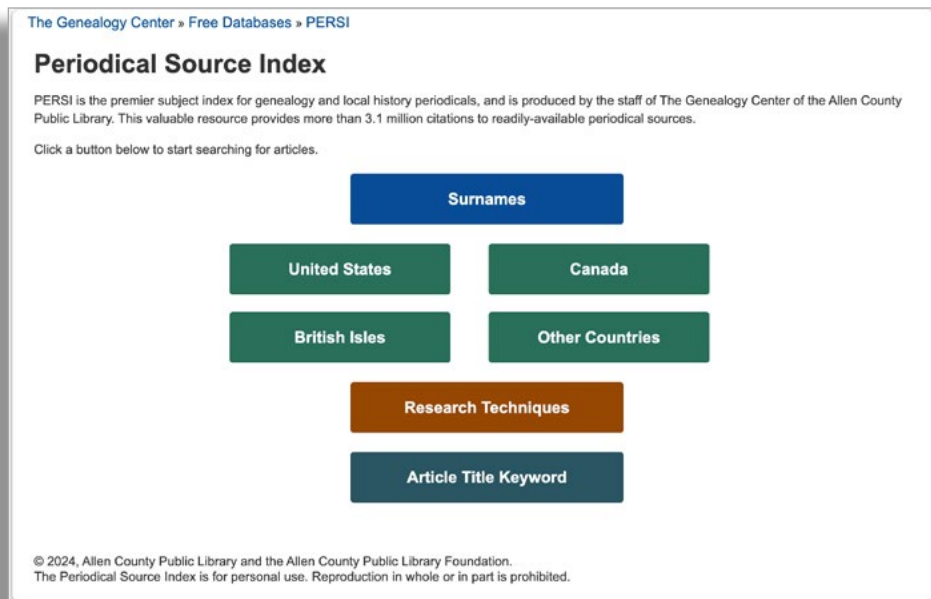 The Genealogy Center » Free Databases » PERSI
Periodical Source Index
PERSI is the premier subject index for genealogy and local history periodicals, and is produced by the staff of The Genealogy Center of the Allen County
Public Library. This valuable resource provides more than 3.1 million citations to readily-available periodical sources.
Click a button below to start searching for articles.
Surnames
United States
Canada
British Isles
Other Countries
Research Techniques
Article Title Keyword
© 2024, Allen County Public Library and the Allen County Public Library Foundation.
The Periodical Source Index is for personal use. Reproduction in whole or in part is prohibited.